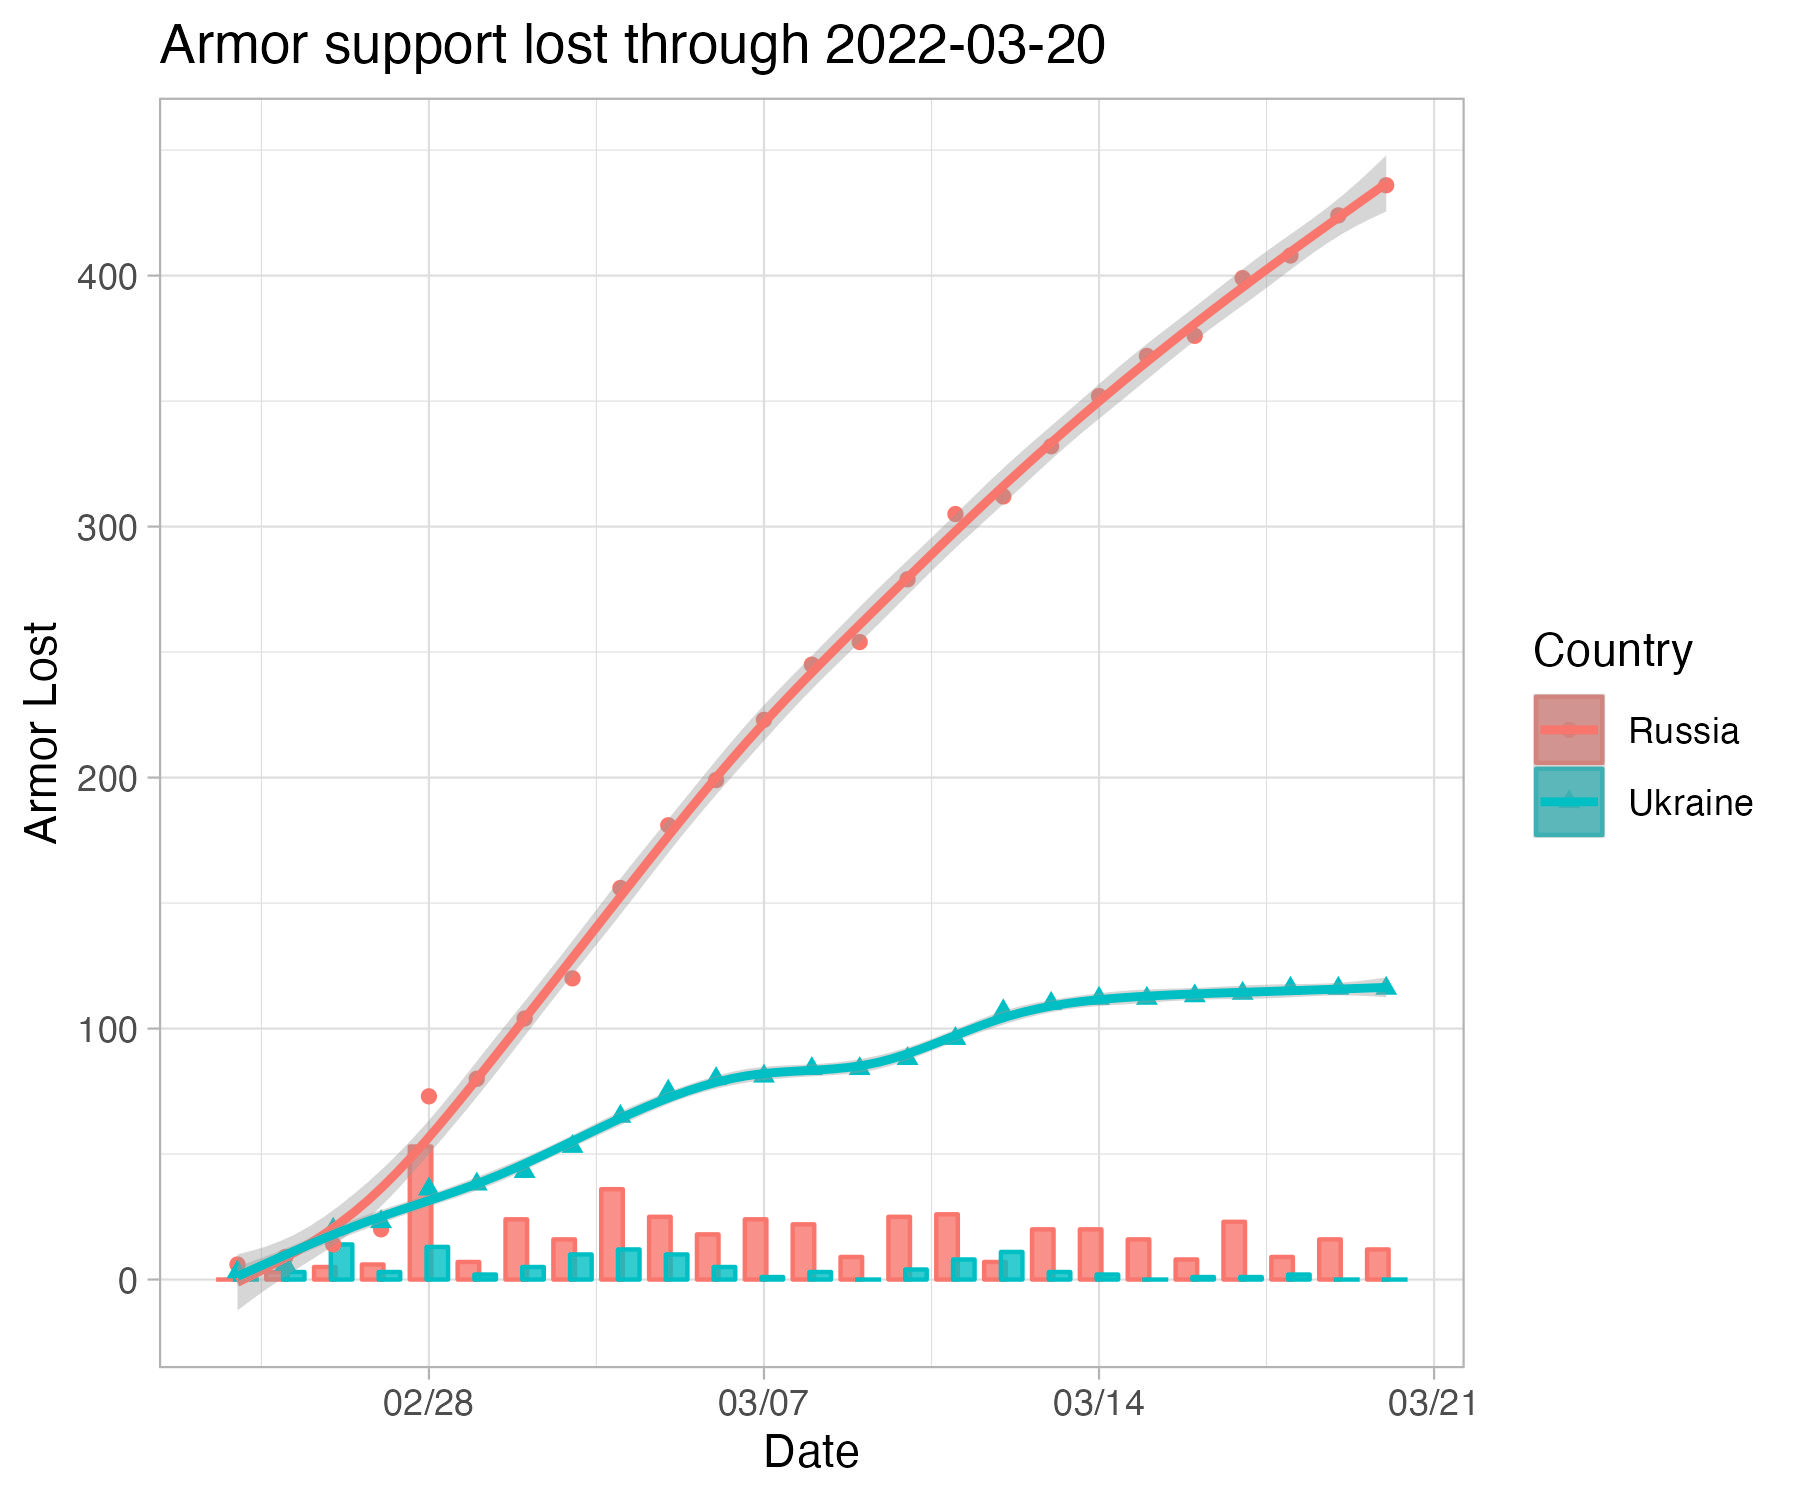 Armor support lost through 2022-03-20
Armor Lost
400
300
200
100
0
02/28
03/07
03/14
03/21
Date
Country
Russia
Ukraine